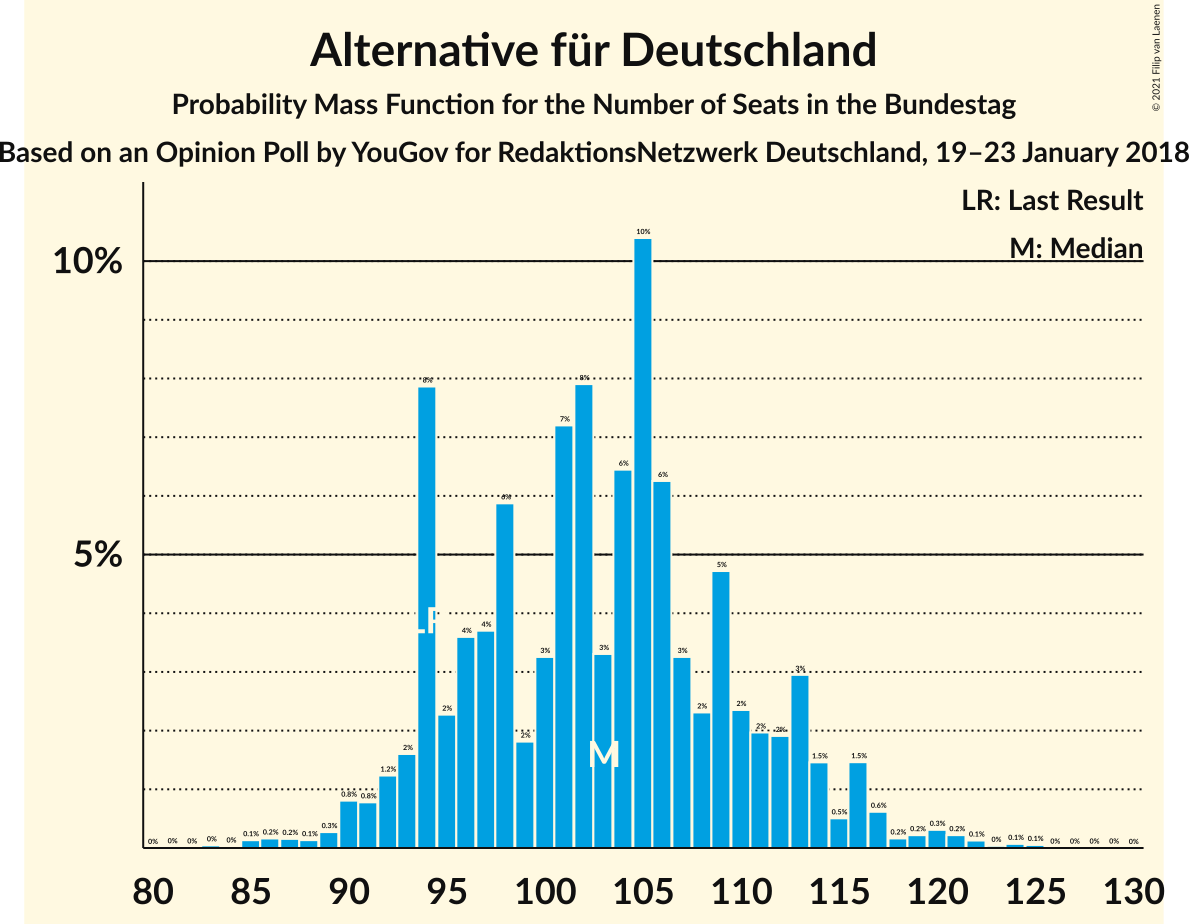 Alternative für Deutschland
Probability Mass Function for the Number of Seats in the Bundestag
Based on an Opinion Poll by YouGov for RedaktionsNetzwerk Deutschland, 19–23 January 2018
© 2021 Filip van Laenen
LR: Last Result
M: Median
10%
5%
0% 0% 0% 0% 0% 0.1% 0.2% 0.2% 0.1% 0.3% 0.8% 0.8% 1.2% 2% 8% 2% 4% 4% 6% 2% 3% 7% 8% 3% 6% 10% 6% 3% 2% 5% 2% 2% 2% 3% 1.5% 0.5% 1.5% 0.6% 0.2% 0.2% 0.3% 0.2% 0.1% 0% 0.1% 0.1% 0% 0% 0% 0% 0%
LR
M
80 85 90 95 100 105 110 115 120 125 130